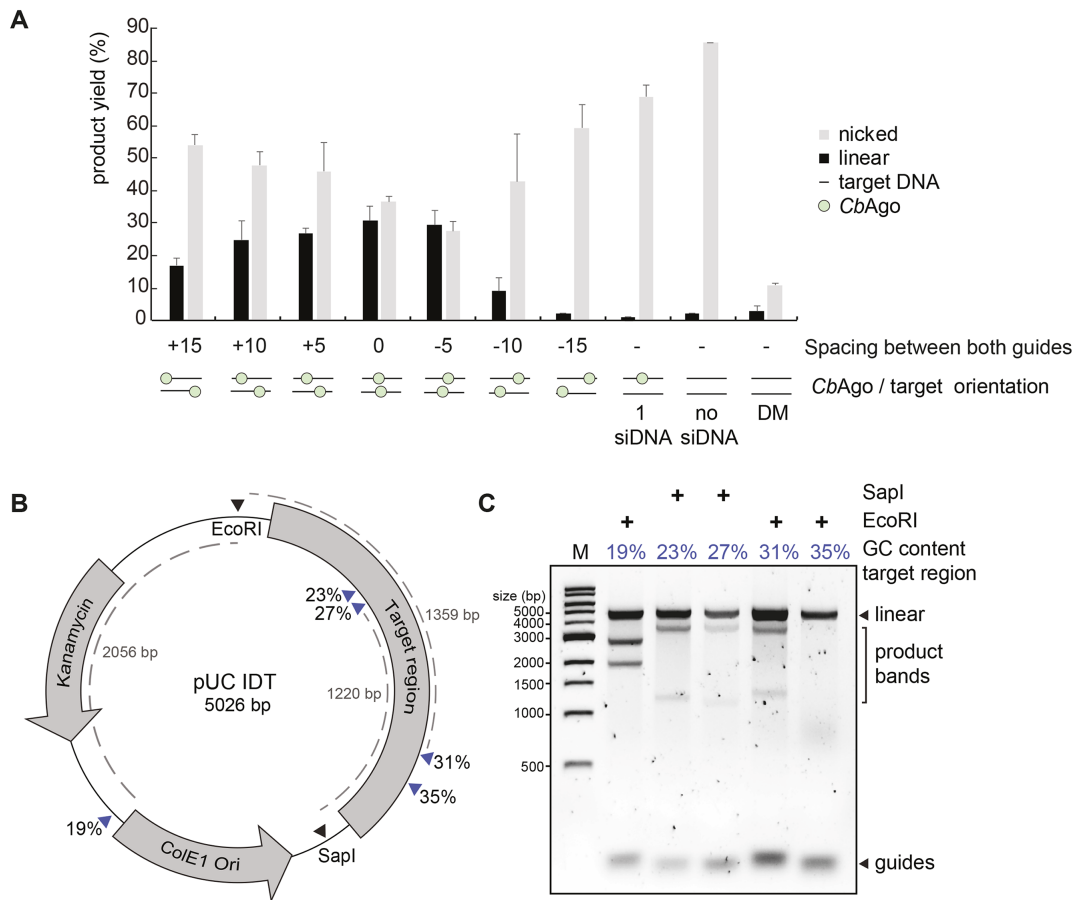 A
product yield (%)
90
80
70
60
50
40
30
20
10
0
nicked
linear
target DNA
CbAgo
+15 +10 +5 0 -5 -10 -15 - - - Spacing between both guides
CbAgo / target orientation
1 siDNA
no siDNA
DM
B
EcoRI
23%
27%
Target region
1359 bp
Kanamycin
2056 bp
pUC IDT
5026 bp
1220 bp
31%
35%
19%
ColE1 Ori
SapI
C
+ + SapI
+ + + EcoRI
M 19% 23% 27% 31% 35% GC content
target region
size (bp)
5000
4000
3000
2000
1500
1000
500
linear
product
bands
guides